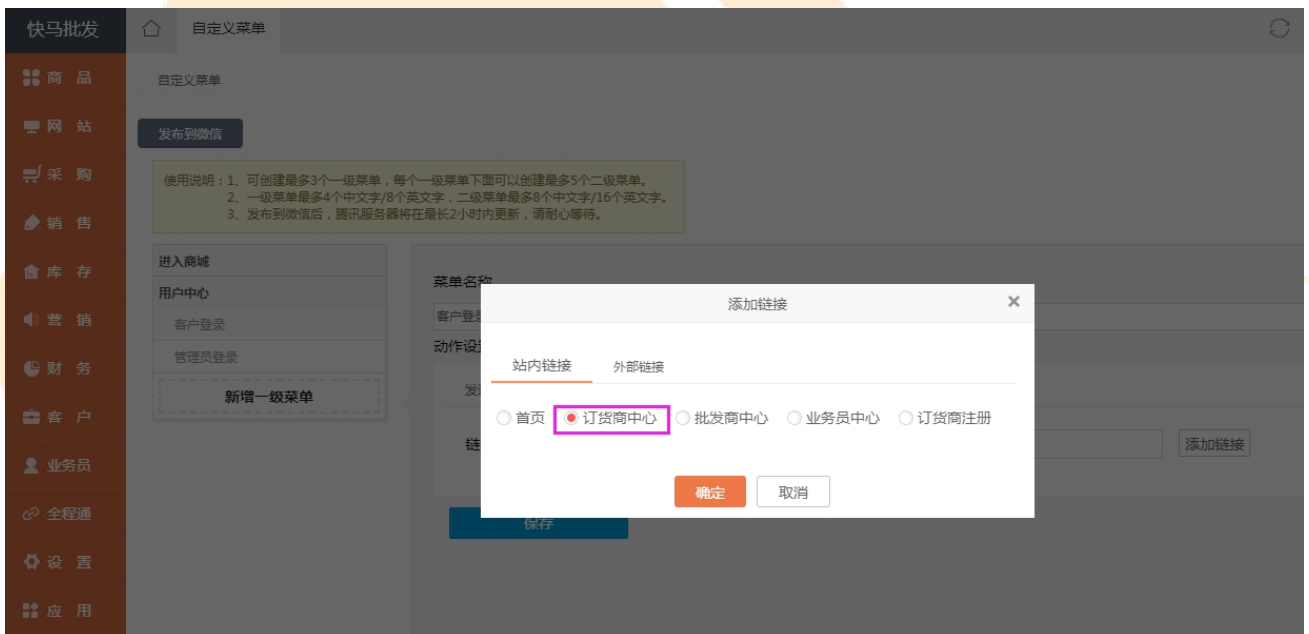 快马批发
自定义菜单
商 品
自定义菜单
网 站
发布到微信
采 购
使用说明：1、可创建最多3个一级菜单，每个一级菜单下面可以创建最多5个二级菜单。
2、一级菜单最多4个中文字/8个英文字，二级菜单最多8个中文字/16个英文字。
3、发布到微信后，腾讯服务器将在最长2小时内更新，请耐心等待。
销 售
库 存
进入商城
用户中心
客户登录
管理员登录
新增一级菜单
菜单名称
客户登
动作设
添加链接
×
站内链接 外部链接
首页 订货商中心 批发商中心 业务员中心 订货商注册
链
添加链接
确定 取消
保存
营 销
财 务
客 户
业务员
全程通
设 置
应 用